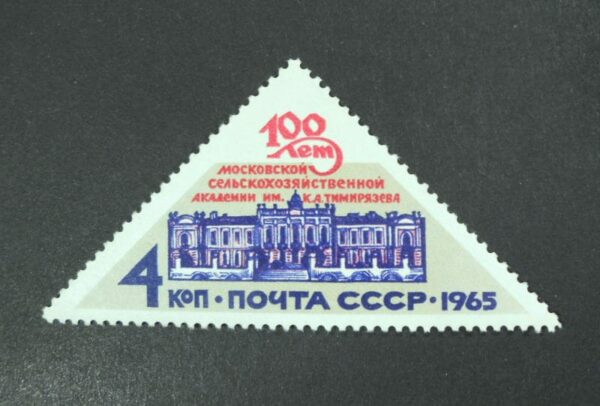 100
лет
МОСКОВСКОЙ
СЕЛЬСКОХОЗЯЙСТВЕННОЙ
АКАДЕМИИ ИМ. К.А.ТИМИРЯЗЕВА
4 КОП • ПОЧТА СССР • 1965